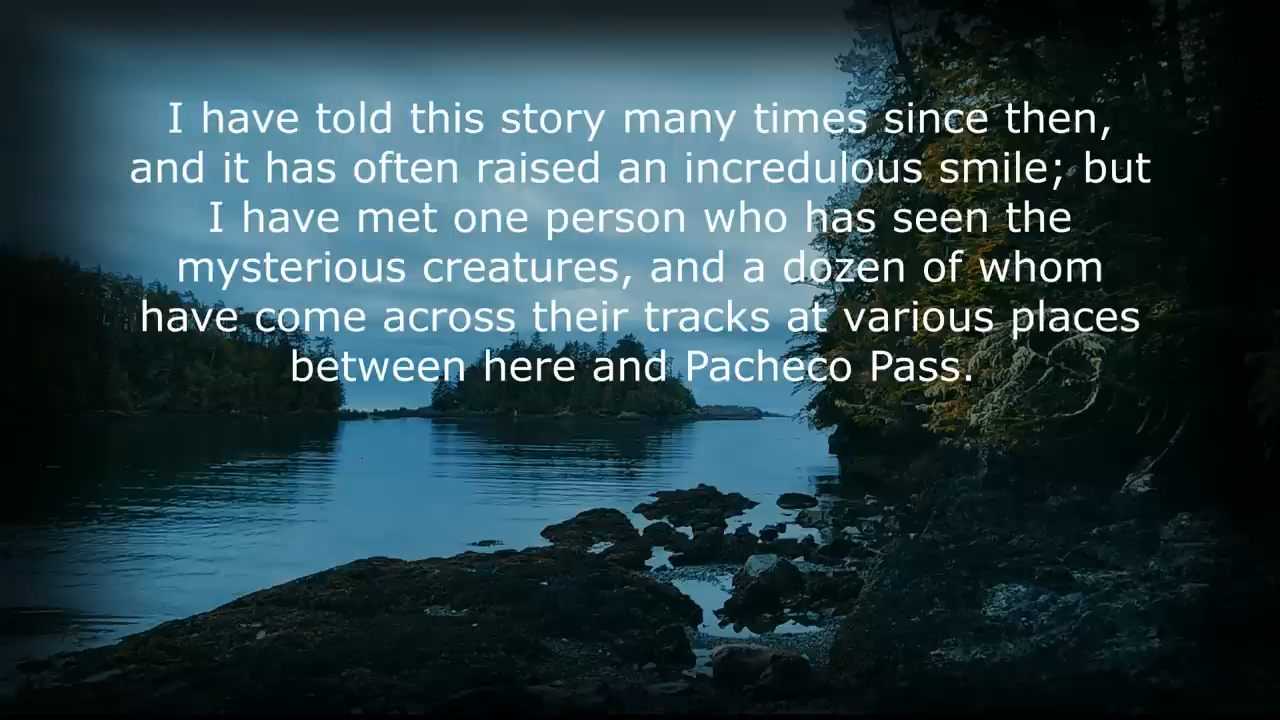 I have told this story many times since then,
and it has often raised an incredulous smile; but
I have met one person who has seen the
mysterious creatures, and a dozen of whom
have come across their tracks at various places
between here and Pacheco Pass.